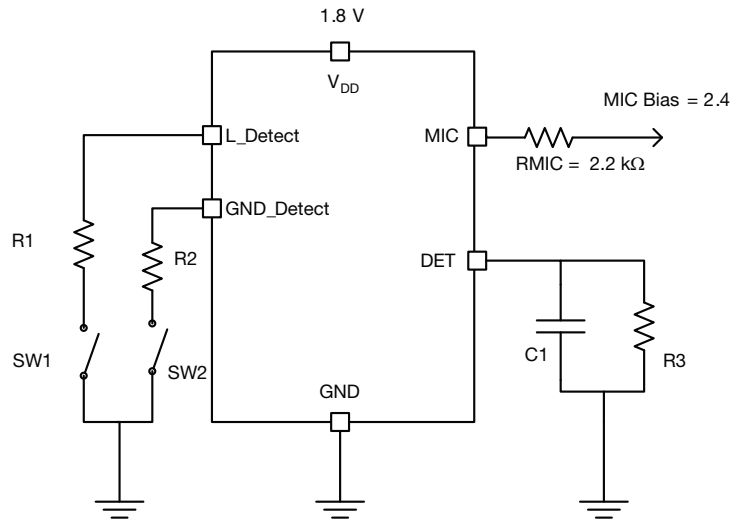 1.8 V
VDD
MIC Bias = 2.4
L_Detect
MIC
RMIC = 2.2 kΩ
GND_Detect
R1
R2
DET
SW1
SW2
C1
R3
GND